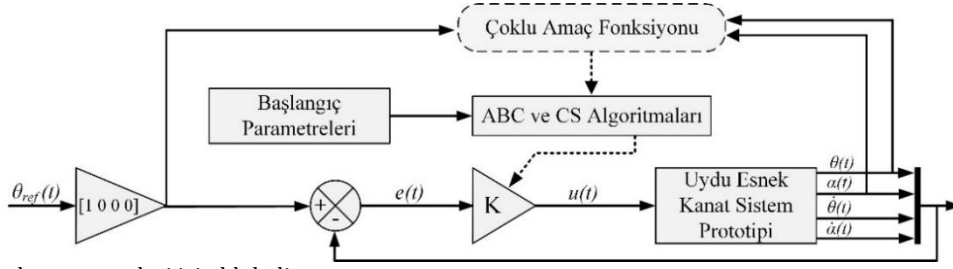 Çoklu Amaç Fonksiyonu
Başlangıç
Parametreleri
ABC ve CS Algoritmaları
θref(t)
[1 0 0 0]
+
-
e(t)
K
u(t)
Uydu Esnek
Kanat Sistem
Prototipi
θ(t)
α(t)
θ̇(t)
α̇(t)